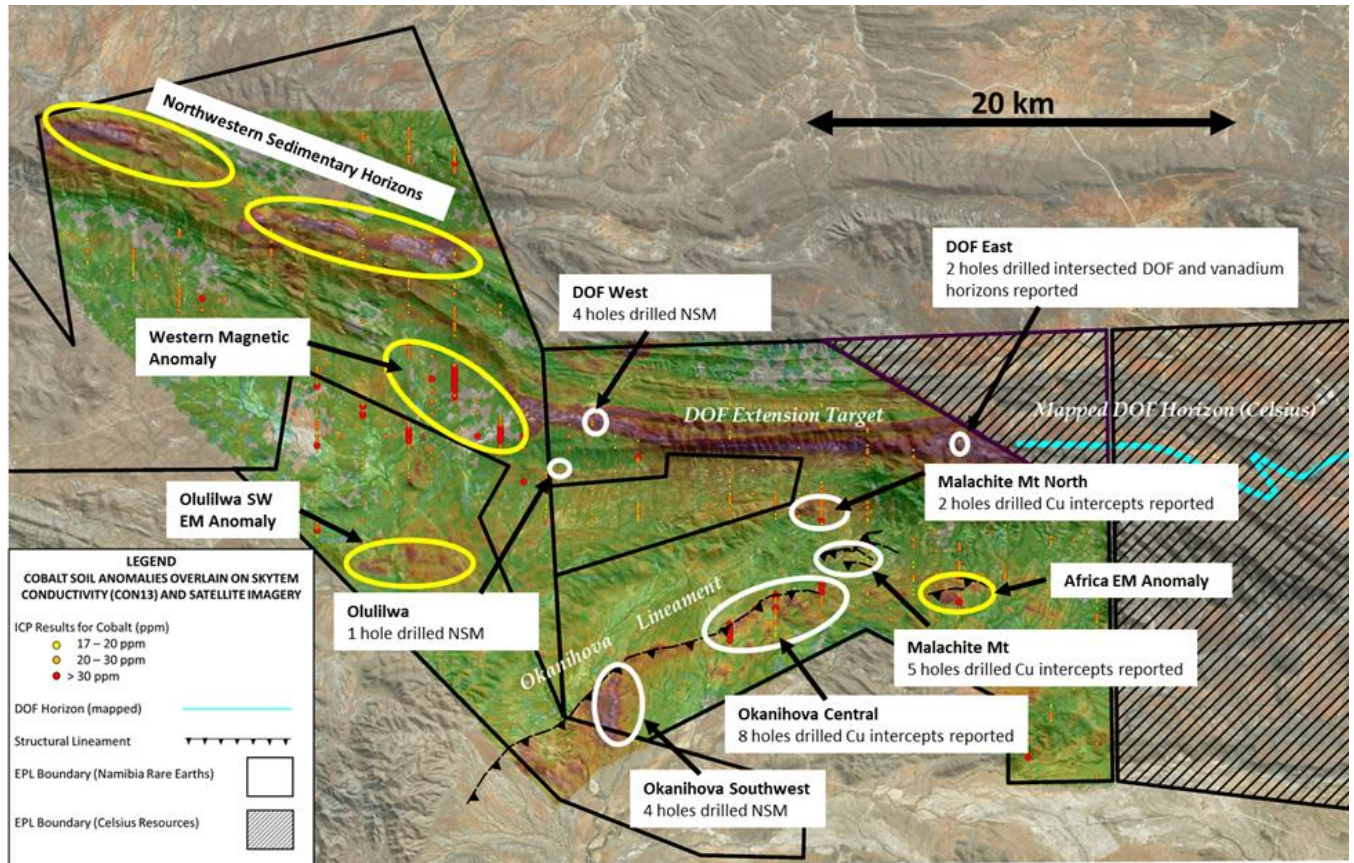 Northwestern Sedimentary Horizons
20 km
DOF East
2 holes drilled intersected DOF and vanadium
horizons reported
DOF West
4 holes drilled NSM
Western Magnetic
Anomaly
DOF Extension Target
Mapped DOF Horizon (Celsius)
Olulilwa SW
EM Anomaly
Malachite Mt North
2 holes drilled Cu intercepts reported
Africa EM Anomaly
Olulilwa
1 hole drilled NSM
Okanihova Lineament
Malachite Mt
5 holes drilled Cu intercepts reported
Okanihova Central
8 holes drilled Cu intercepts reported
Okanihova Southwest
4 holes drilled NSM
LEGEND
COBALT SOIL ANOMALIES OVERLAIN ON SKYTEM
CONDUCTIVITY (CON13) AND SATELLITE IMAGERY
ICP Results for Cobalt (ppm)
17 – 20 ppm
20 – 30 ppm
> 30 ppm
DOF Horizon (mapped)
Structural Lineament
EPL Boundary (Namibia Rare Earths)
EPL Boundary (Celsius Resources)